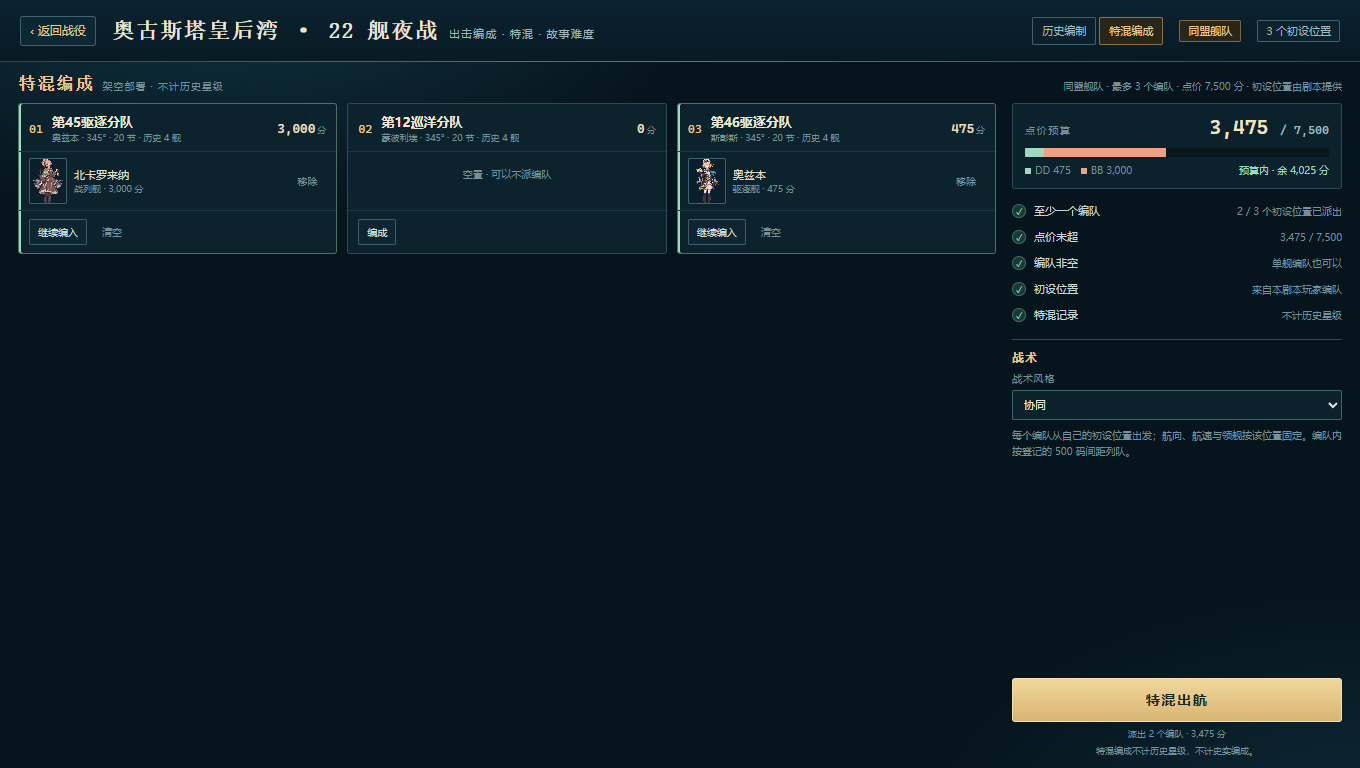 ‹ 返回战役
奥古斯塔皇后湾 • 22 舰夜战
出击编成 · 特混 · 故事难度
历史编制
特混编成
同盟舰队
3 个初设位置
特混编成
架空部署 · 不计历史星级
同盟舰队 · 最多 3 个编队 · 点价 7,500 分 · 初设位置由剧本提供
01 第45驱逐分队 3,000 分
奥兹本 · 345° · 20 节 · 历史 4 舰
北卡罗来纳
战列舰 · 3,000 分
移除
继续编入
清空
02 第12巡洋分队 0 分
蒙彼利埃 · 345° · 20 节 · 历史 4 舰
空置 · 可以不派编队
编成
03 第46驱逐分队 475 分
斯彭斯 · 345° · 20 节 · 历史 4 舰
奥兹本
驱逐舰 · 475 分
移除
继续编入
清空
点价预算 3,475 / 7,500
DD 475 BB 3,000 预算内 · 余 4,025 分
至少一个编队 2 / 3 个初设位置已派出
点价未超 3,475 / 7,500
编队非空 单舰编队也可以
初设位置 来自本剧本玩家编队
特混记录 不计历史星级
战术
战术风格
协同
每个编队从自己的初设位置出发；航向、航速与领舰按该位置固定。编队内
按登记的 500 码间距列队。
特混出航
派出 2 个编队 · 3,475 分
特混编成不计历史星级，不计史实编成。